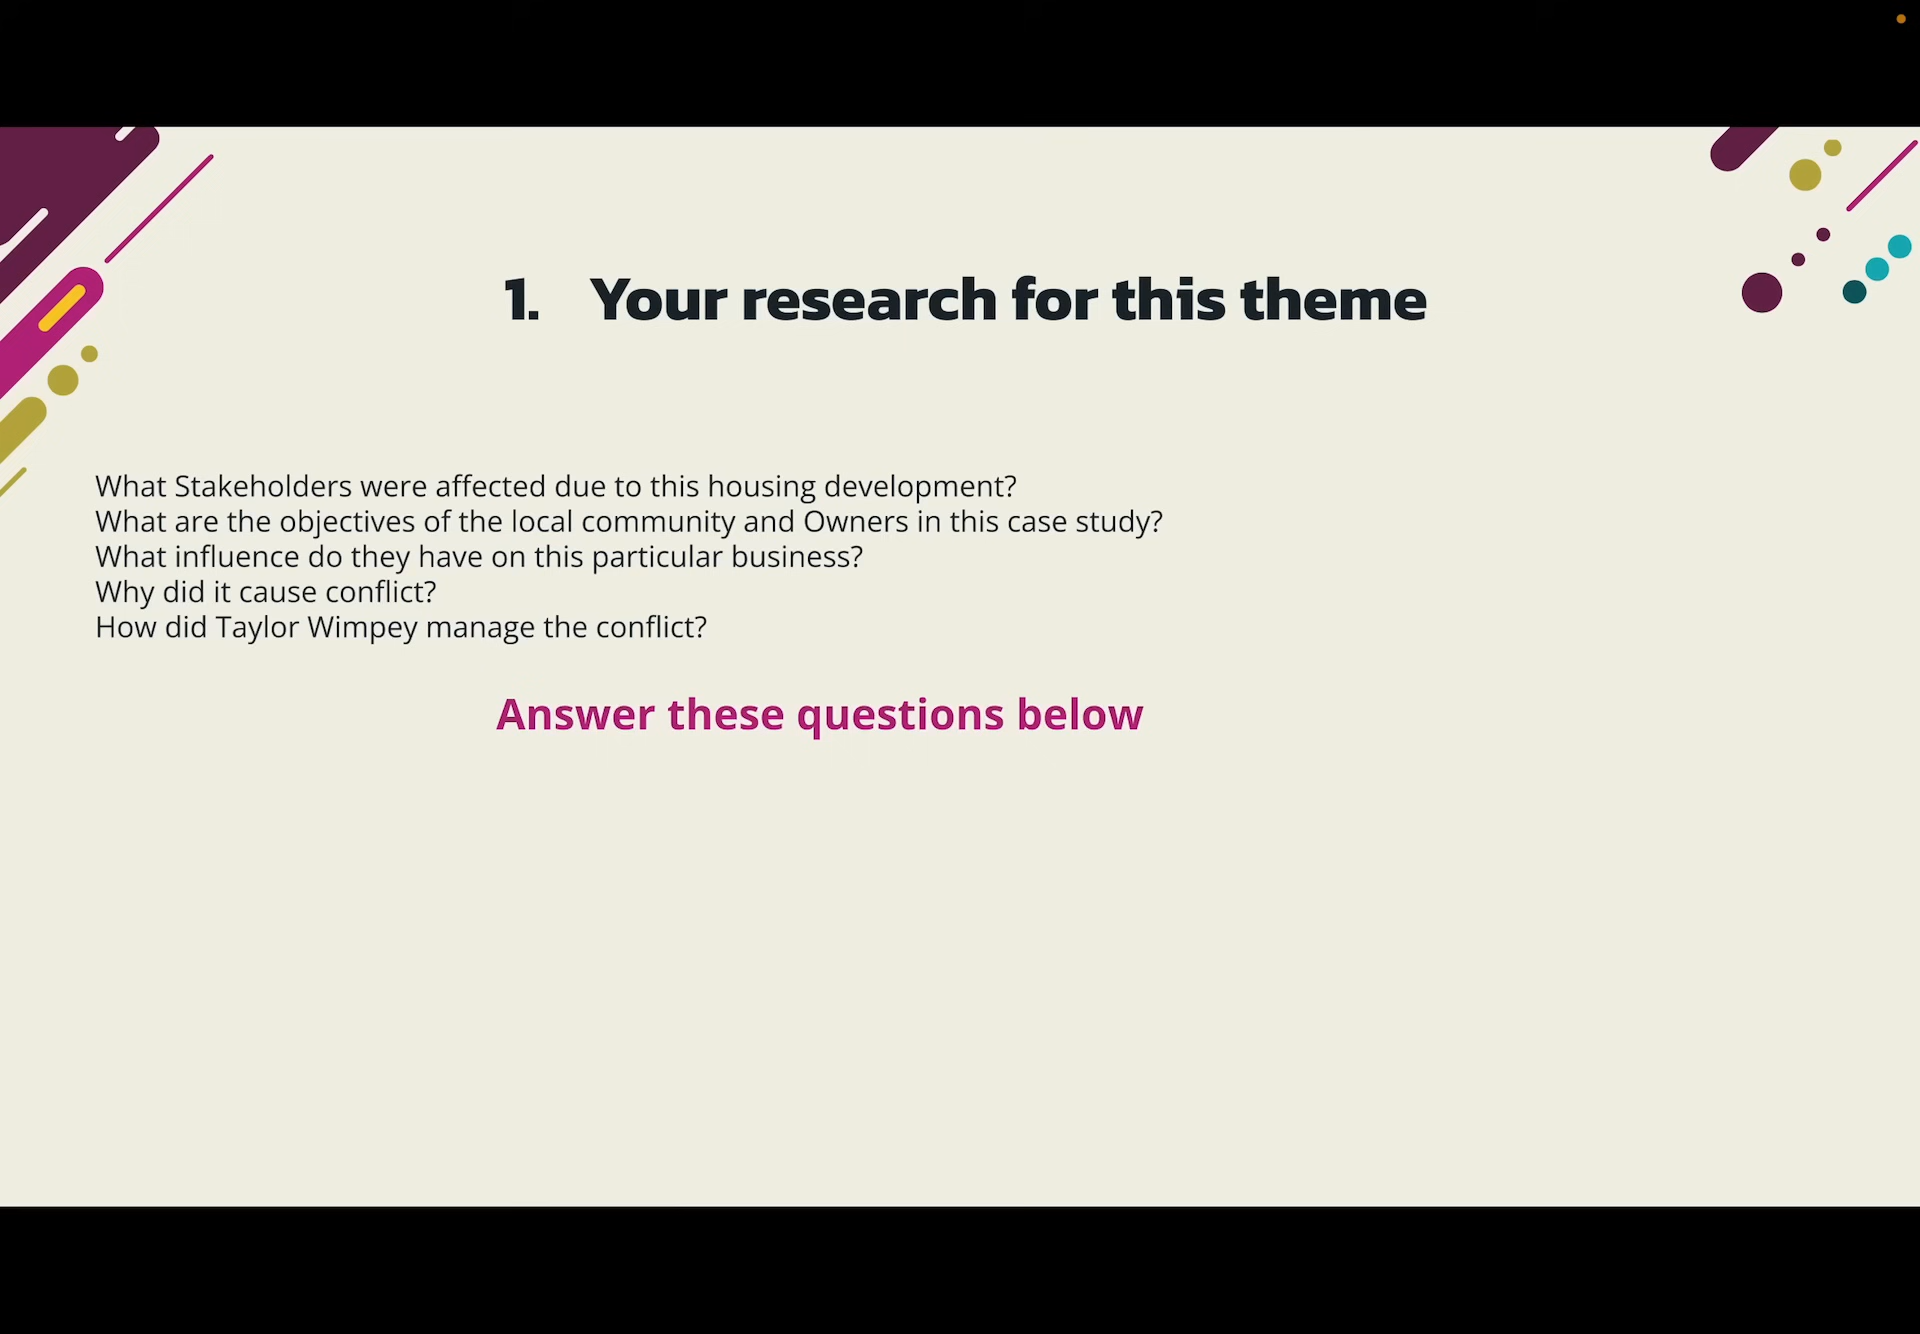 1. Your research for this theme
What Stakeholders were affected due to this housing development?
What are the objectives of the local community and Owners in this case study?
What influence do they have on this particular business?
Why did it cause conflict?
How did Taylor Wimpey manage the conflict?
Answer these questions below